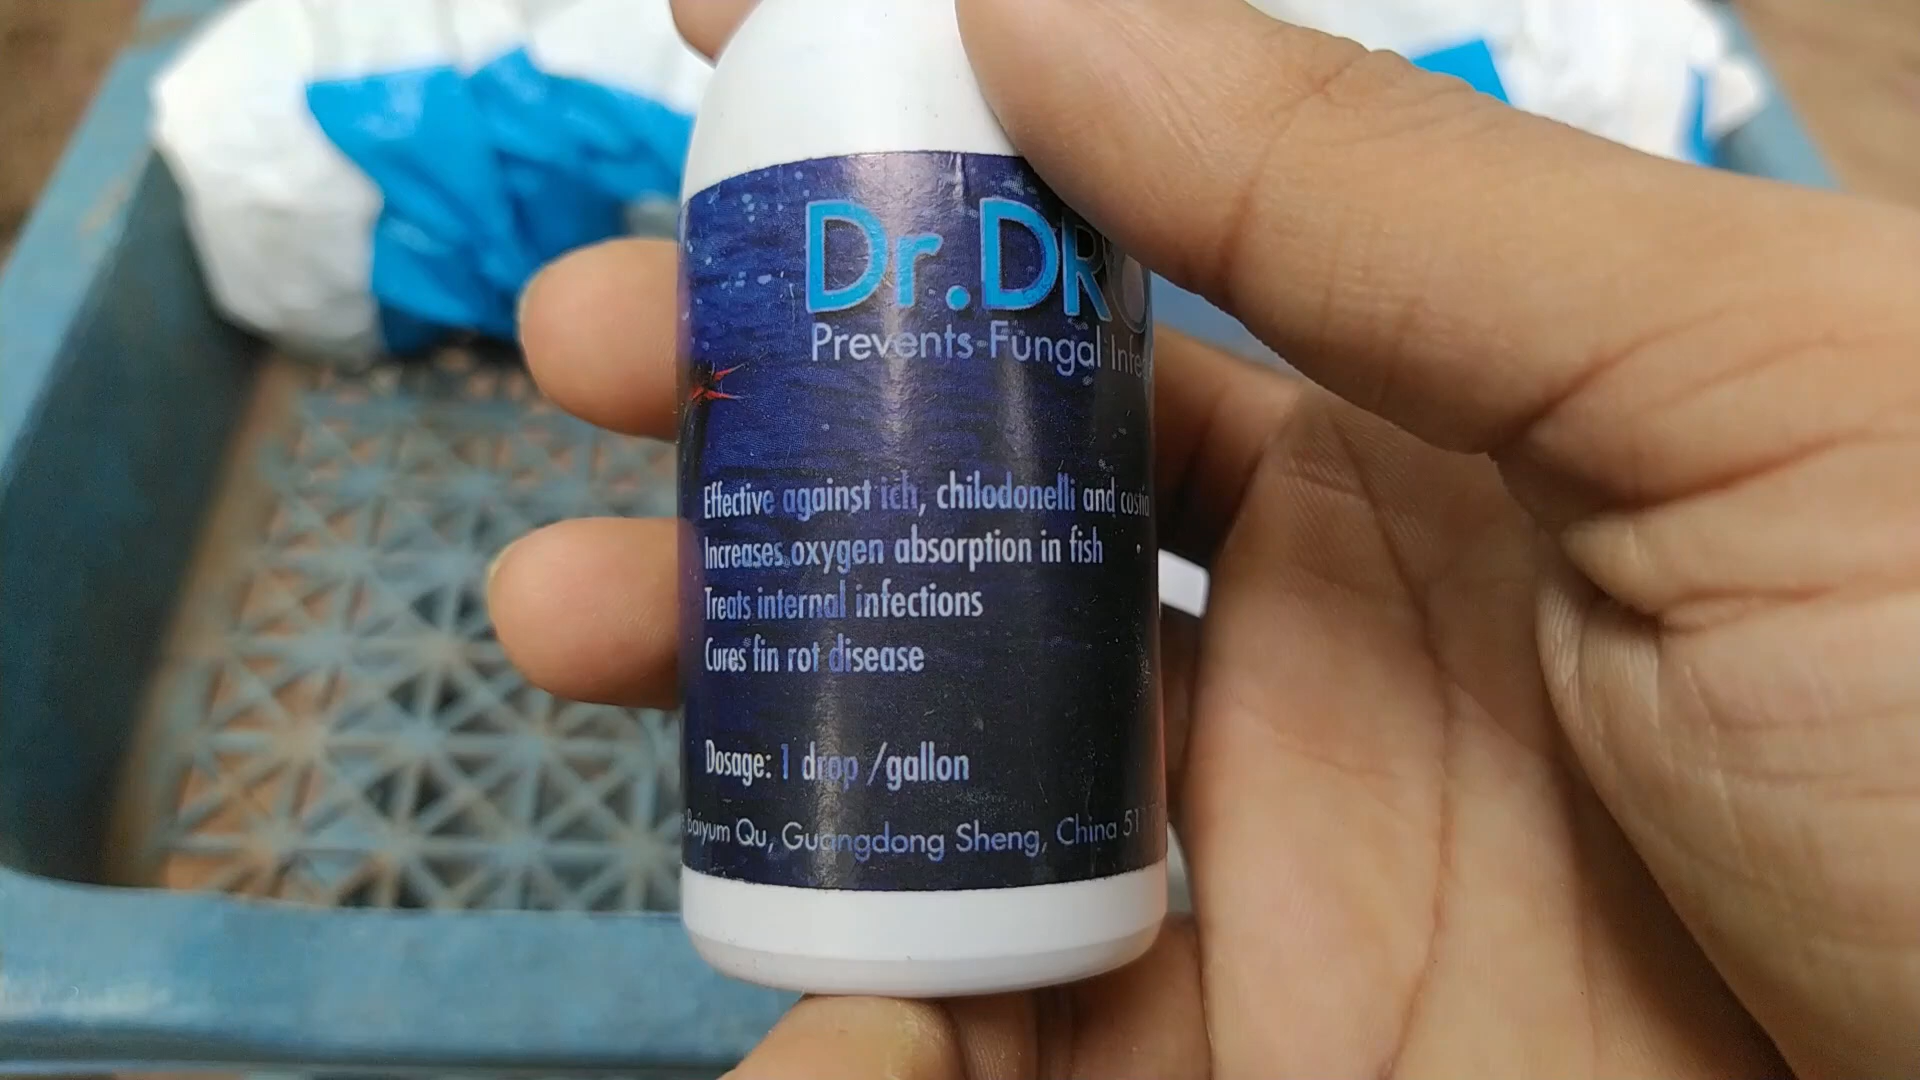 Dr.DR
Prevents Fungal
Effective against ich, chilodonelli and costia
Increases oxygen absorption in fish
Treats internal infections
Cures fin rot disease
Dosage: 1 drop /gallon
Baiyum Qu, Guangdong Sheng, China 51